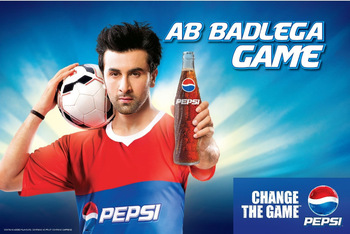 AB BADLEGA
GAME
PEPSI
PEPSI
CHANGE
THE GAME
PEPSI